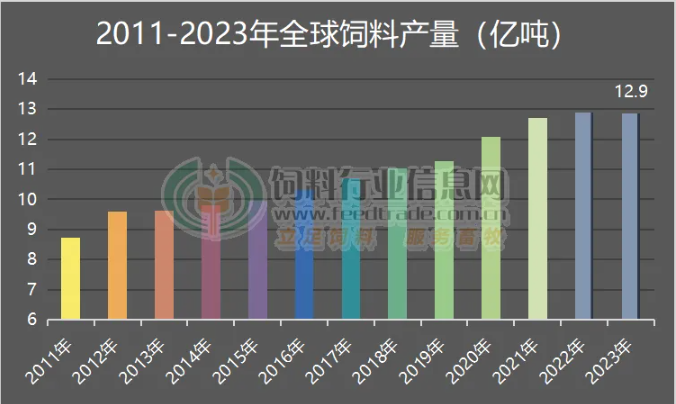 2011-2023年全球饲料产量（亿吨）
14
12.9
13
12
11
10
9
8
7
6
饲料行业信息网
www.feedtrade.com.cn
立足饲料 服务畜牧
2011年
2012年
2013年
2014年
2015年
2016年
2017年
2018年
2019年
2020年
2021年
2022年
2023年